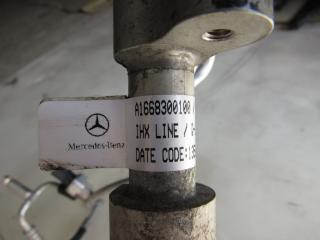 A1668300100
IHX LINE /
DATE CODE:
Mercedes-Benz